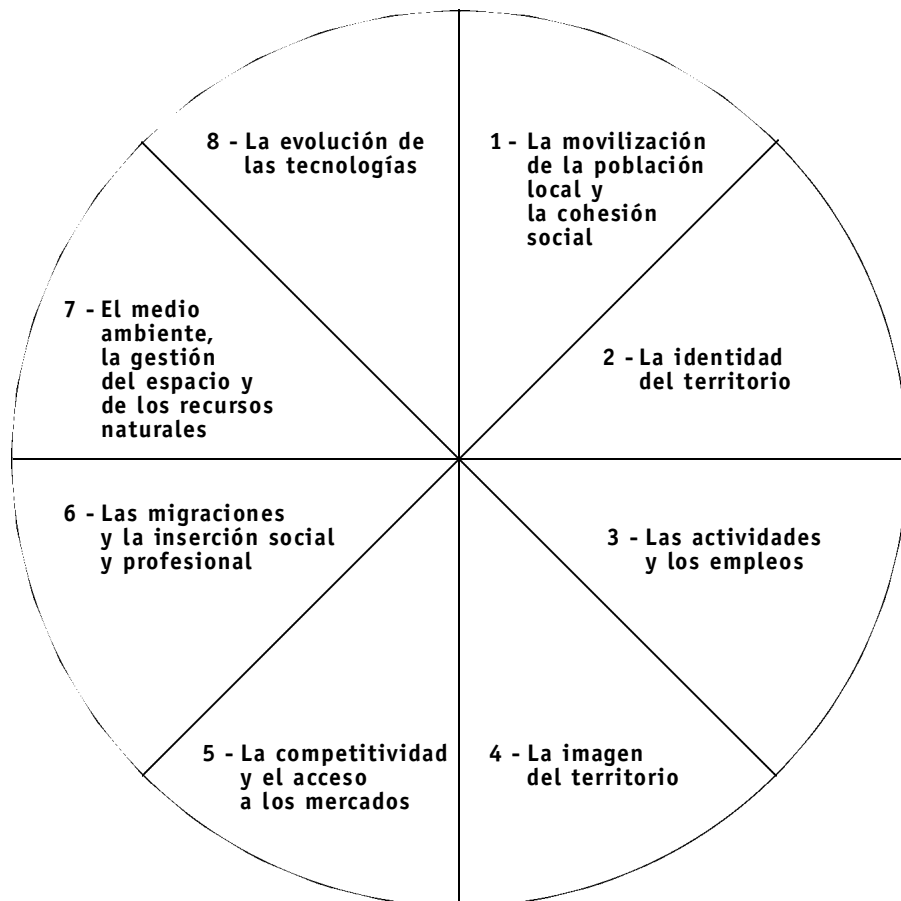 1 - La movilización
de la población
local y
la cohesión
social
2 - La identidad
del territorio
3 - Las actividades
y los empleos
4 - La imagen
del territorio
5 - La competitividad
y el acceso
a los mercados
6 - Las migraciones
y la inserción social
y profesional
7 - El medio
ambiente,
la gestión
del espacio y
de los recursos
naturales
8 - La evolución de
las tecnologías